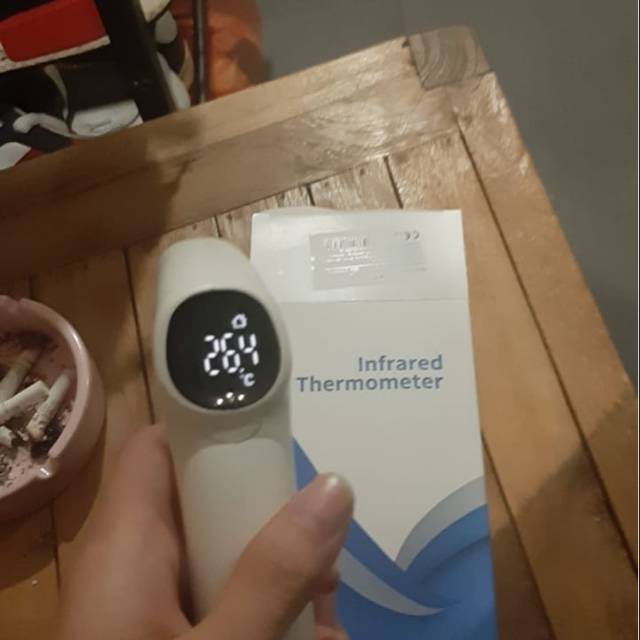 26.4
°C
Infrared
Thermometer